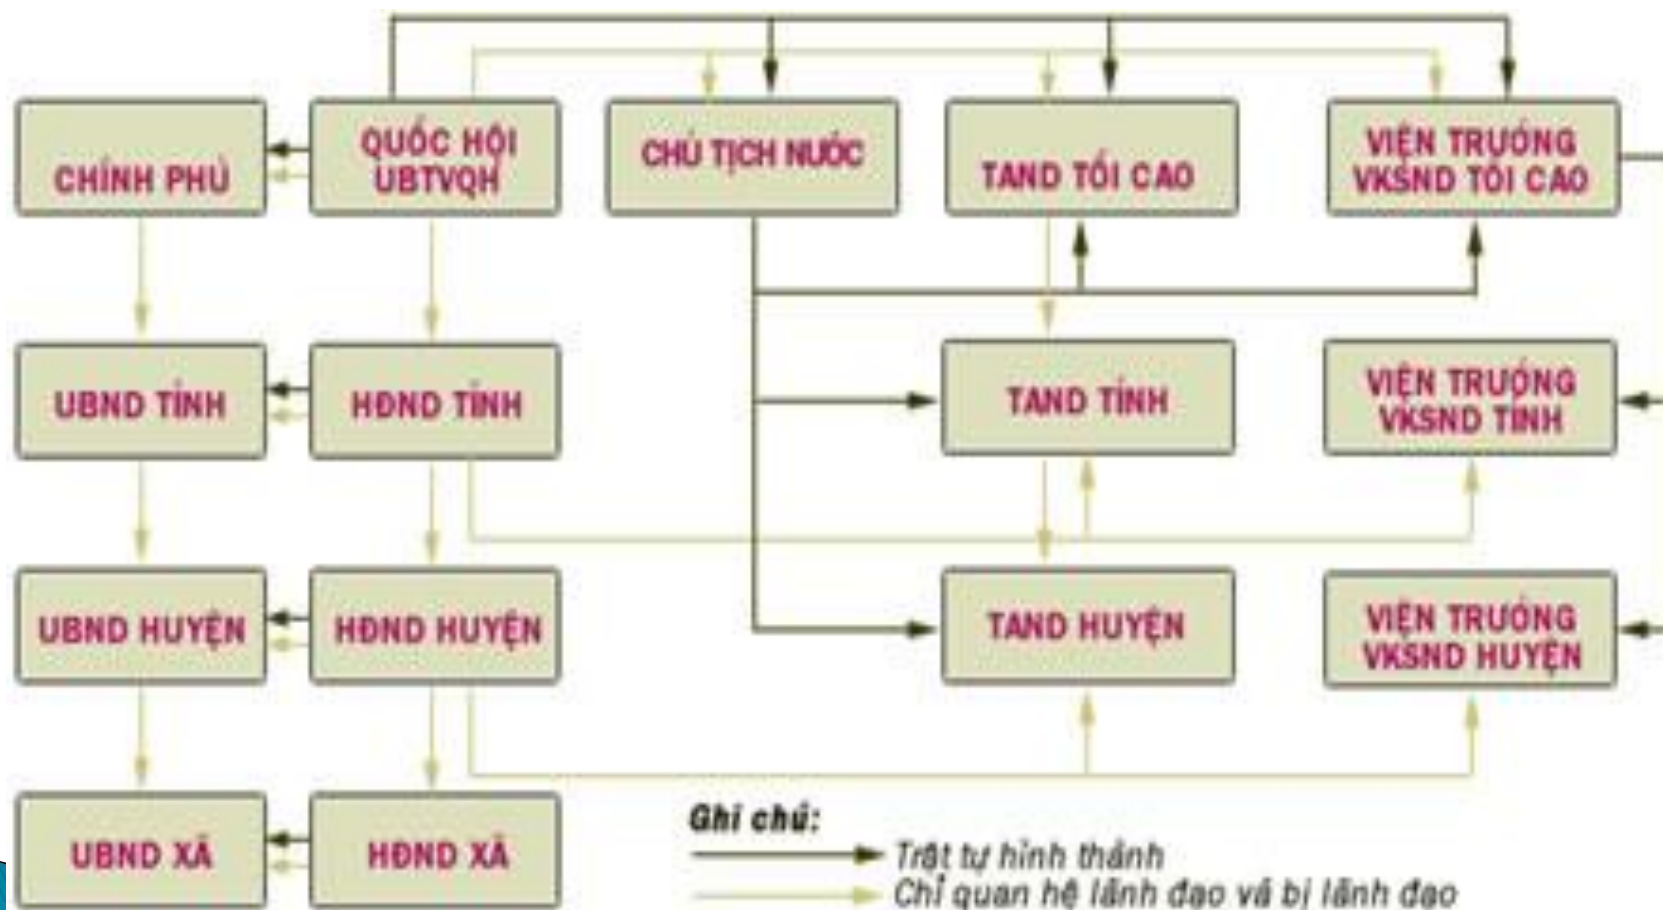 CHÍNH PHỦ
QUỐC HỘI
UBTVQH
CHỦ TỊCH NƯỚC
TAND TỐI CAO
VIỆN TRƯỞNG
VKSND TỐI CAO
UBND TỈNH
HĐND TỈNH
TAND TỈNH
VIỆN TRƯỞNG
VKSND TỈNH
UBND HUYỆN
HĐND HUYỆN
TAND HUYỆN
VIỆN TRƯỞNG
VKSND HUYỆN
UBND XÃ
HĐND XÃ
Ghi chú:
Trật tự hình thành
Chỉ quan hệ lãnh đạo và bị lãnh đạo